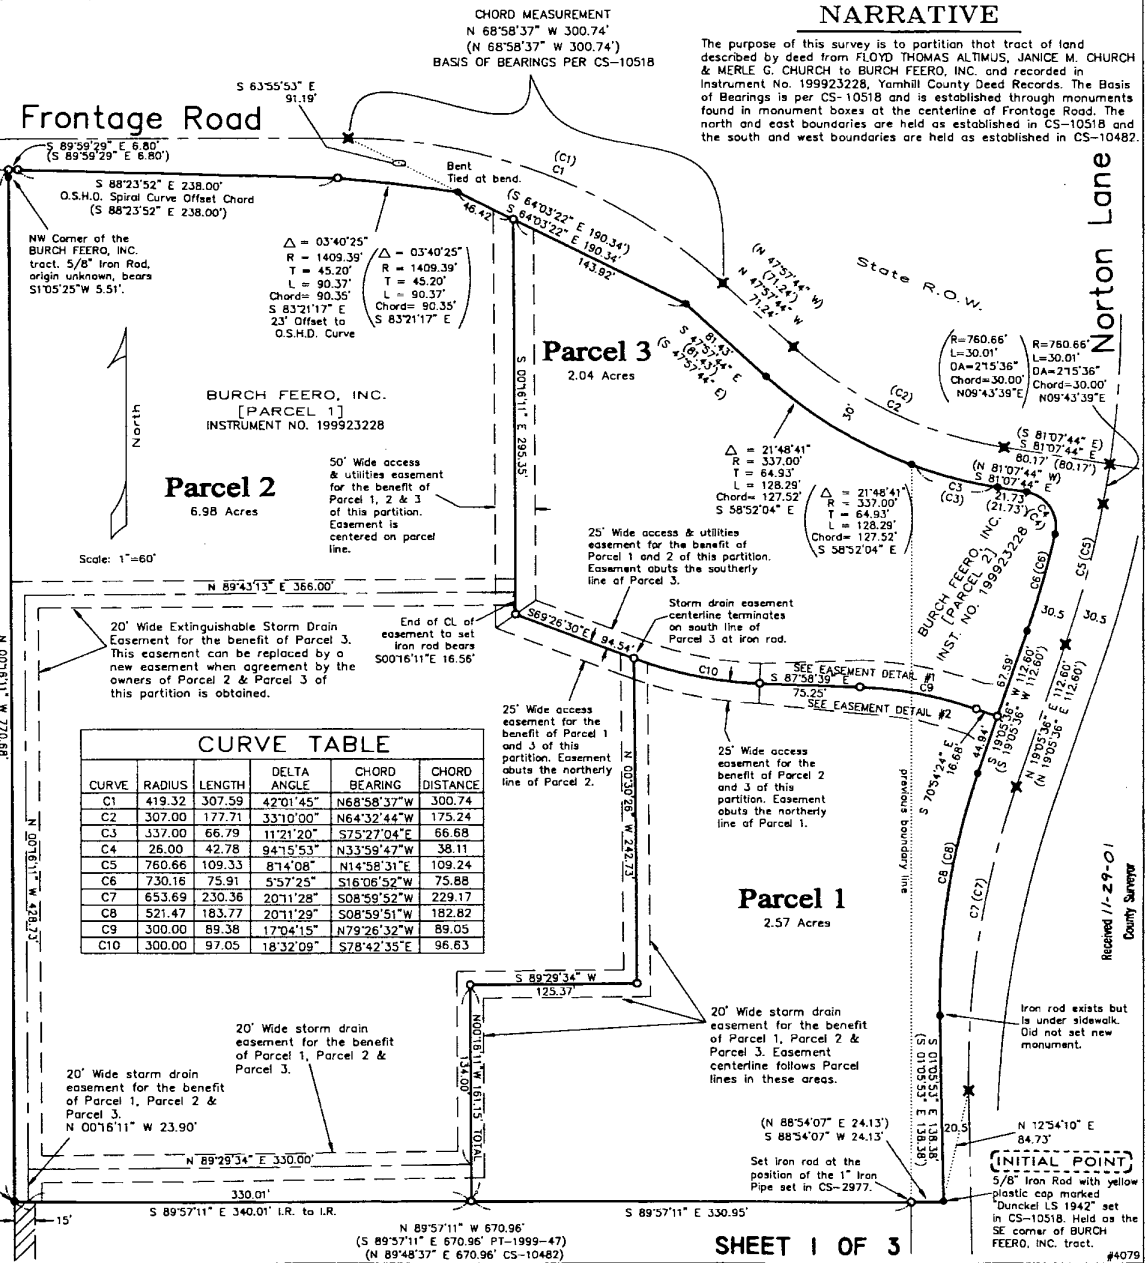 CHORD MEASUREMENT
N 68°58'37" W 300.74'
(N 68°58'37" W 300.74')
BASIS OF BEARINGS PER CS-10518
NARRATIVE
The purpose of this survey is to partition that tract of land
described by deed from FLOYD THOMAS ALTIMUS, JANICE M. CHURCH
& MERLE G. CHURCH to BURCH FEERO, INC. and recorded in
Instrument No. 199923228, Yamhill County Deed Records. The Basis
of Bearings is per CS-10518 and is established through monuments
found in monument boxes at the centerline of Frontage Road. The
north and east boundaries are held as established in CS-10518 and
the south and west boundaries are held as established in CS-10482.
S 63°55'53" E
91.19'
Frontage Road
S 89°59'29" E 6.80'
(S 89°59'29" E 6.80')
S 88°23'52" E 238.00'
O.S.H.D. Spiral Curve Offset Chord
(S 88°23'52" E 238.00')
Bent
Tied at bend.
46.42'
(C1)
C1
(S 64°03'22" E 190.34')
S 64°03'22" E 190.34'
143.92'
(N 47°57'44" W)
(71.24')
N 47°57'44" W
71.24'
State R.O.W.
Norton Lane
NW Corner of the
BURCH FEERO, INC.
tract. 5/8" Iron Rod,
origin unknown, bears
S1°05'25"W 5.51'.
Δ = 03°40'25"
R = 1409.39'
T = 45.20'
L = 90.37'
Chord= 90.35'
S 83°21'17" E
23' Offset to
O.S.H.D. Curve
Δ = 03°40'25"
R = 1409.39'
T = 45.20'
L = 90.37'
Chord= 90.35'
S 83°21'17" E
81.43'
S 47°57'44" E
(81.43')
(S 47°57'44" E)
R=760.66'
L=30.01'
DA=2°15'36"
Chord=30.00'
N09°43'39"E
R=760.66'
L=30.01'
DA=2°15'36"
Chord=30.00'
N09°43'39"E
Parcel 3
2.04 Acres
S 00°16'11" E 295.35'
North
BURCH FEERO, INC.
[PARCEL 1]
INSTRUMENT NO. 199923228
Parcel 2
6.98 Acres
Scale: 1"=60'
50' Wide access
& utilities easement
for the benefit of
Parcel 1, 2 & 3
of this partition.
Easement is
centered on parcel
line.
(C2)
C2
30'
(S 81°07'44" E)
S 81°07'44" E
80.17' (80.17')
(N 81°07'44" W)
S 81°07'44" E
21.73'
(21.73')
C3
(C3)
C4
(C4)
Δ = 21°48'41"
R = 337.00'
T = 64.93'
L = 128.29'
Chord= 127.52'
S 58°52'04" E
Δ = 21°48'41"
R = 337.00'
T = 64.93'
L = 128.29'
Chord= 127.52'
S 58°52'04" E
25' Wide access & utilities
easement for the benefit of
Parcel 1 and 2 of this partition.
Easement abuts the southerly
line of Parcel 3.
BURCH FEERO, INC.
[PARCEL 2]
INST. NO. 199923228
C6 (C6)
C5 (C5)
30.5
30.5
N 89°43'13" E 366.00'
20' Wide Extinguishable Storm Drain
Easement for the benefit of Parcel 3.
This easement can be replaced by a
new easement when agreement by the
owners of Parcel 2 & Parcel 3 of
this partition is obtained.
End of CL of
easement to set
iron rod bears
S00°16'11"E 16.56'
S69°26'30"E
94.54'
Storm drain easement
centerline terminates
on south line of
Parcel 3 at iron rod.
C10
SEE EASEMENT DETAIL #1
S 87°58'39" E
75.25'
C9
SEE EASEMENT DETAIL #2
67.59'
S 19°05'36" W 112.60'
(S 19°05'36" W 112.60')
N 19°05'36" E 112.60'
(N 19°05'36" E 112.60')
44.94'
S 70°54'24" E
16.68'
N 00°16'11" W 770.68'
25' Wide access
easement for the
benefit of Parcel 1
and 3 of this
partition. Easement
abuts the northerly
line of Parcel 2.
25' Wide access
easement for the
benefit of Parcel 2
and 3 of this
partition. Easement
abuts the northerly
line of Parcel 1.
previous boundary line
N 00°30'26" W 242.73'
CURVE TABLE
CURVE RADIUS LENGTH DELTA ANGLE CHORD BEARING CHORD DISTANCE
C1 419.32 307.59 42°01'45" N68°58'37"W 300.74
C2 307.00 177.71 33°10'00" N64°32'44"W 175.24
C3 337.00 66.79 11°21'20" S75°27'04"E 66.68
C4 26.00 42.78 94°15'53" N33°59'47"W 38.11
C5 760.66 109.33 8°14'08" N14°58'31"E 109.24
C6 730.16 75.91 5°57'25" S16°06'52"W 75.88
C7 653.69 230.36 20°11'28" S08°59'52"W 229.17
C8 521.47 183.77 20°11'29" S08°59'51"W 182.82
C9 300.00 89.38 17°04'15" N79°26'32"W 89.05
C10 300.00 97.05 18°32'09" S78°42'35"E 96.63
N 00°16'11" W 428.73'
Parcel 1
2.57 Acres
C8 (C8)
C7 (C7)
Received 11-29-01
County Surveyor
S 89°29'34" W
125.37'
N00°16'11"W 161.15' TOTAL
134.00'
20' Wide storm drain
easement for the benefit
of Parcel 1, Parcel 2 &
Parcel 3. Easement
centerline follows Parcel
lines in these areas.
Iron rod exists but
is under sidewalk.
Did not set new
monument.
20' Wide storm drain
easement for the benefit
of Parcel 1, Parcel 2 &
Parcel 3.
20' Wide storm drain
easement for the benefit
of Parcel 1, Parcel 2 &
Parcel 3.
N 00°16'11" W 23.90'
S 01°05'53" E 138.38'
(S 01°05'53" E 138.38')
(N 88°54'07" E 24.13')
S 88°54'07" W 24.13'
20.5'
N 12°54'10" E
84.73'
N 89°29'34" E 330.00'
Set iron rod at the
position of the 1" Iron
Pipe set in CS-2977.
INITIAL POINT
5/8" Iron Rod with yellow
plastic cap marked
"Dunckel LS 1942" set
in CS-10518. Held as the
SE corner of BURCH
FEERO, INC. tract.
330.01'
15'
S 89°57'11" E 340.01' I.R. to I.R.
S 89°57'11" E 330.95'
N 89°57'11" W 670.96'
(S 89°57'11" E 670.96' PT-1999-47)
(N 89°48'37" E 670.96' CS-10482)
SHEET 1 OF 3
#4079